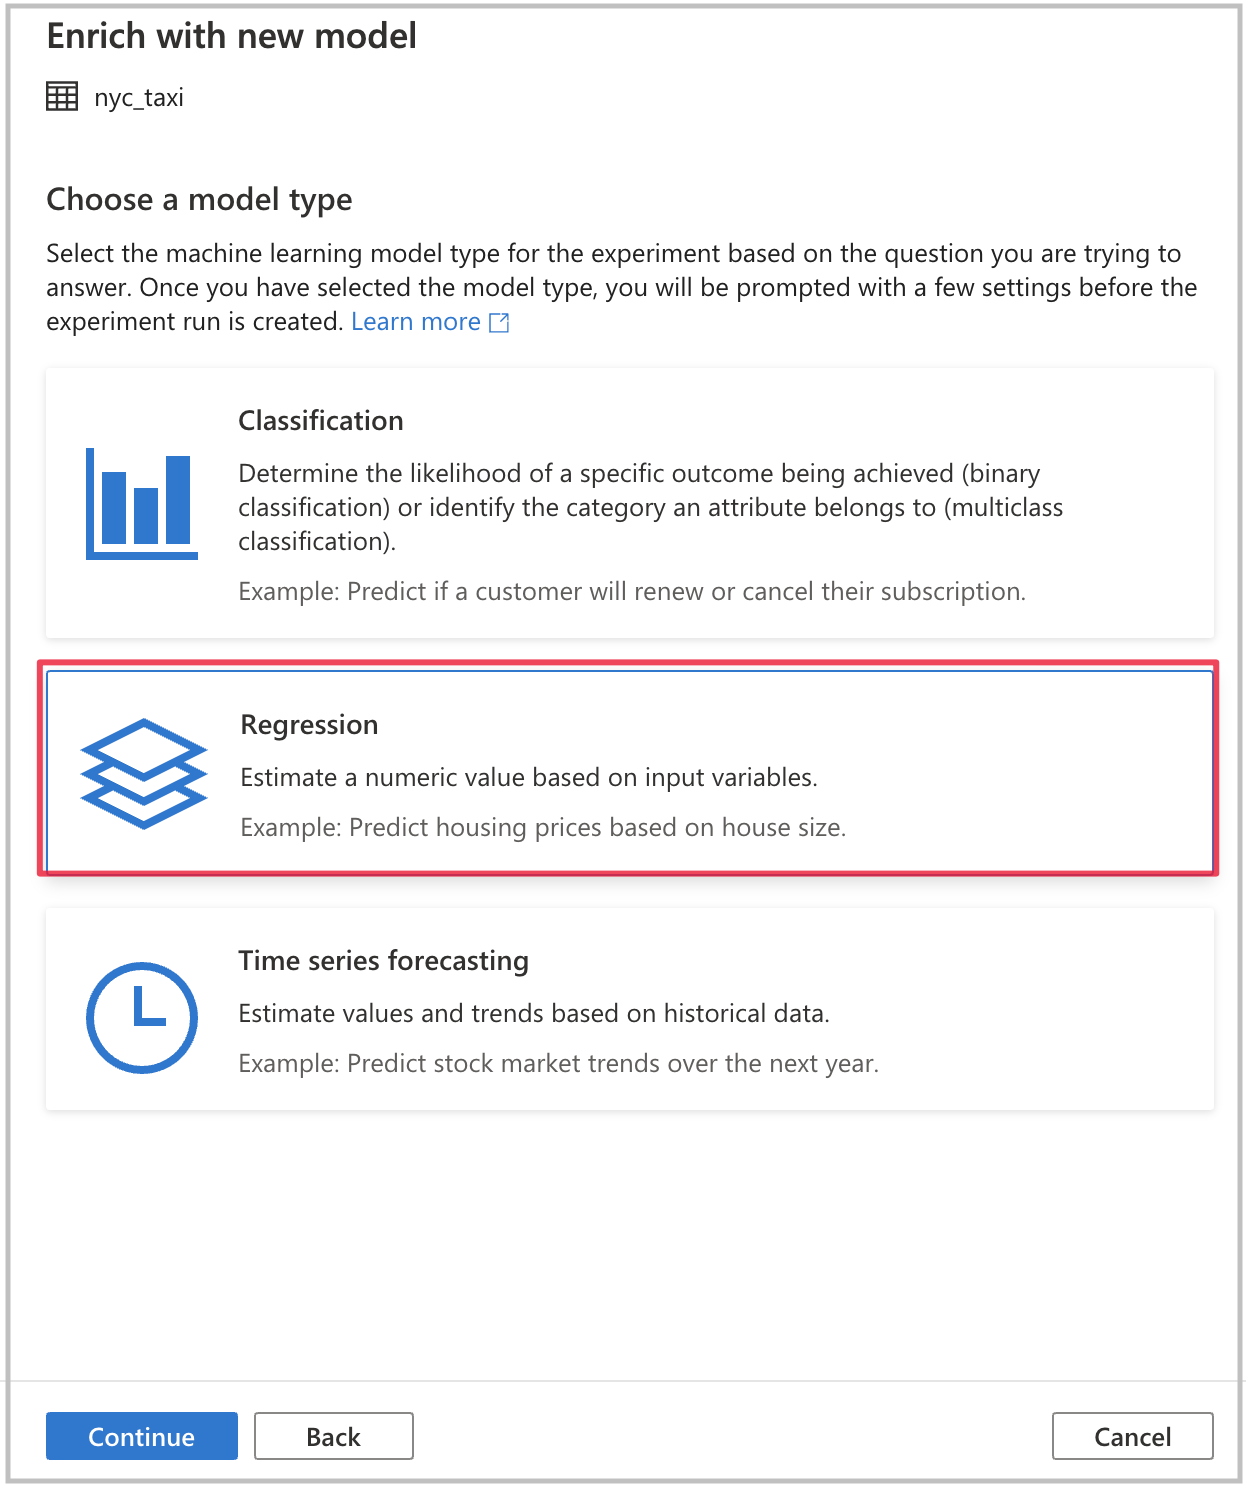 Enrich with new model
nyc_taxi
Choose a model type
Select the machine learning model type for the experiment based on the question you are trying to
answer. Once you have selected the model type, you will be prompted with a few settings before the
experiment run is created. Learn more
Classification
Determine the likelihood of a specific outcome being achieved (binary
classification) or identify the category an attribute belongs to (multiclass
classification).
Example: Predict if a customer will renew or cancel their subscription.
Regression
Estimate a numeric value based on input variables.
Example: Predict housing prices based on house size.
Time series forecasting
Estimate values and trends based on historical data.
Example: Predict stock market trends over the next year.
Continue
Back
Cancel